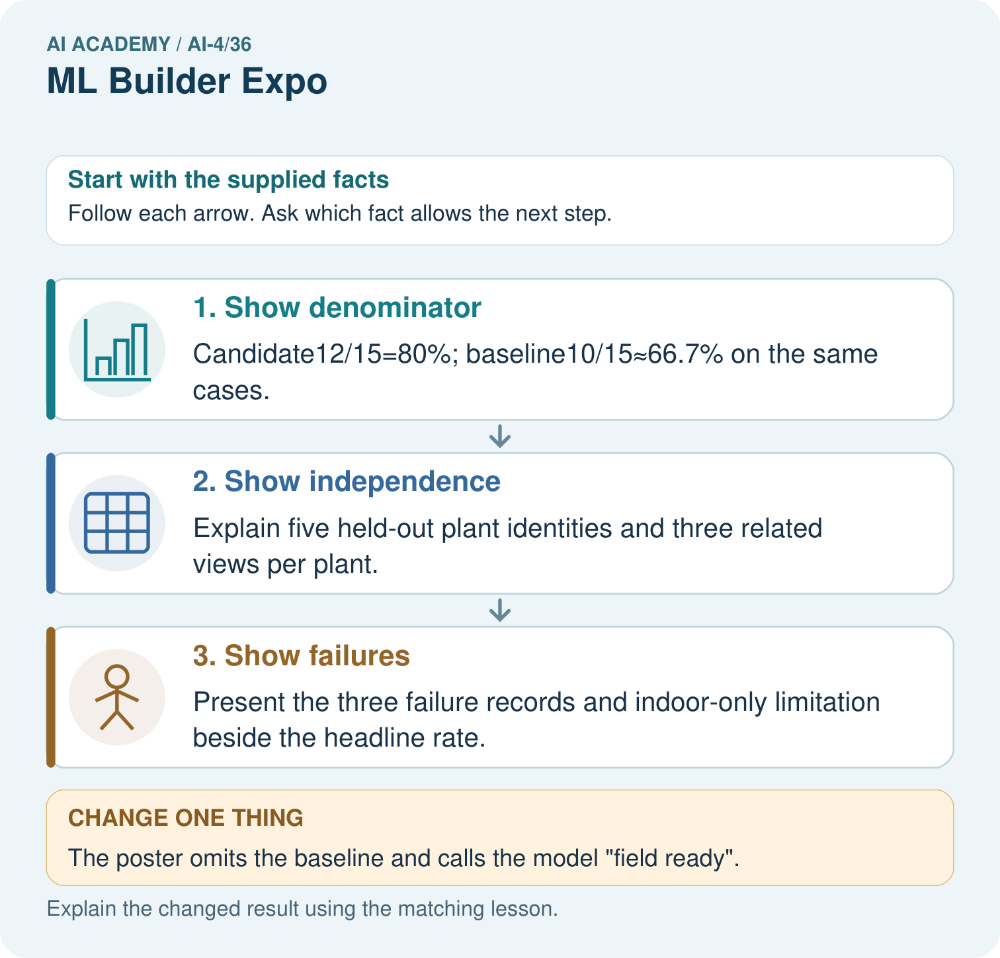 AI ACADEMY / AI-4/36
ML Builder Expo
Start with the supplied facts
Follow each arrow. Ask which fact allows the next step.
1. Show denominator
Candidate12/15=80%; baseline10/15≈66.7% on the same
cases.
2. Show independence
Explain five held-out plant identities and three related
views per plant.
3. Show failures
Present the three failure records and indoor-only limitation
beside the headline rate.
CHANGE ONE THING
The poster omits the baseline and calls the model "field ready".
Explain the changed result using the matching lesson.